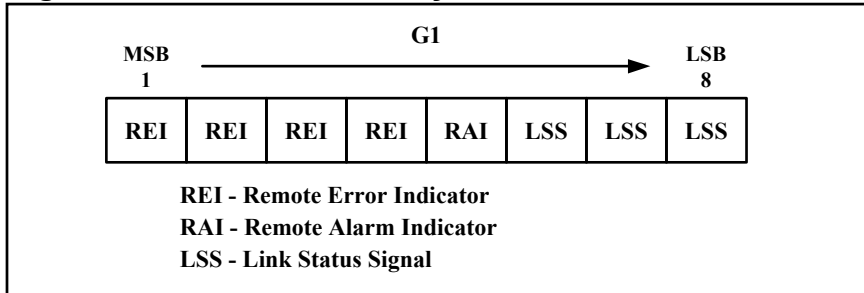 G1
MSB LSB
1 8
REI REI REI REI RAI LSS LSS LSS
REI - Remote Error Indicator
RAI - Remote Alarm Indicator
LSS - Link Status Signal